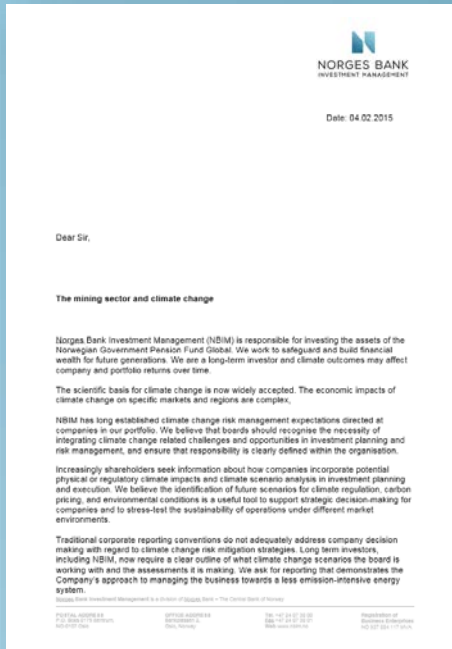 NORGES BANK
INVESTMENT MANAGEMENT
Date: 04.02.2015
Dear Sir,
The mining sector and climate change
Norges Bank Investment Management (NBIM) is responsible for investing the assets of the
Norwegian Government Pension Fund Global. We work to safeguard and build financial
wealth for future generations. We are a long-term investor and climate outcomes may affect
company and portfolio returns over time.
The scientific basis for climate change is now widely accepted. The economic impacts of
climate change on specific markets and regions are complex,
NBIM has long established climate change risk management expectations directed at
companies in our portfolio. We believe that boards should recognise the necessity of
integrating climate change related challenges and opportunities in investment planning and
risk management, and ensure that responsibility is clearly defined within the organisation.
Increasingly shareholders seek information about how companies incorporate potential
physical or regulatory climate impacts and climate scenario analysis in investment planning
and execution. We believe the identification of future scenarios for climate regulation, carbon
pricing, and environmental conditions is a useful tool to support strategic decision-making for
companies and to stress-test the sustainability of operations under different market
environments.
Traditional corporate reporting conventions do not adequately address company decision
making with regard to climate change risk mitigation strategies. Long term investors,
including NBIM, now require a clear outline of what climate change scenarios the board is
working with and the assessments it is making. We ask for reporting that demonstrates the
Company's approach to managing the business towards a less emission-intensive energy
system.
Norges Bank Investment Management is a division of Norges Bank – The Central Bank of Norway
POSTAL ADDRESS
OFFICE ADDRESS
Oslo, Norway
Registration of
Business Enterprises